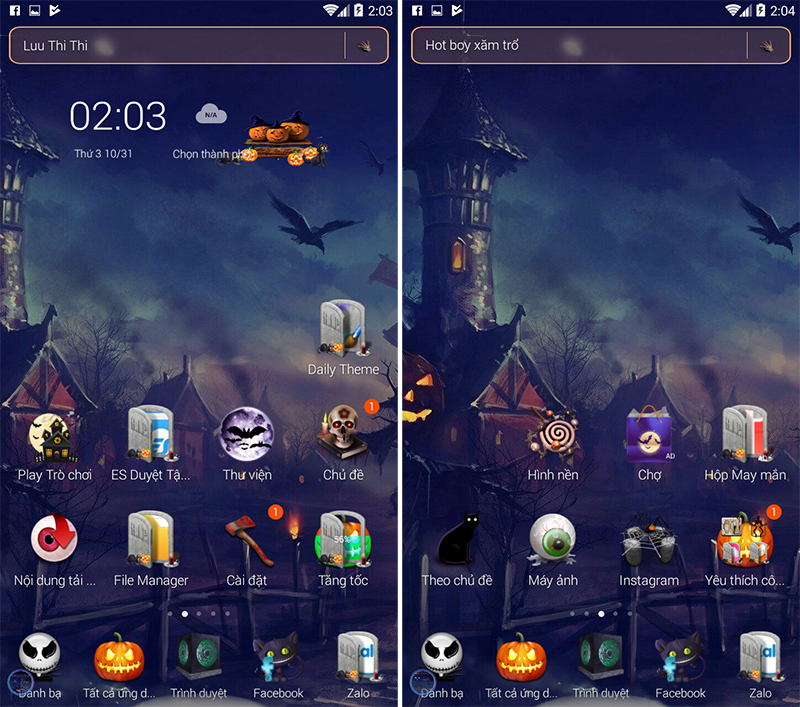 2:03
Luu Thi Thi
02:03
N/A
Thứ 3 10/31
Chọn thành phố
Daily Theme
1
Play Trò chơi
ES Duyệt Tậ...
Thư viện
Chủ đề
1
56%
Nội dung tải ...
File Manager
Cài đặt
Tăng tốc
Danh bạ
Tất cả ứng d...
Trình duyệt
Facebook
Zalo
2:04
Hot boy xăm trổ
AD
AD
Hình nền
Chợ
Hộp May mắn
1
Theo chủ đề
Máy ảnh
Instagram
Yêu thích cô...
Danh bạ
Tất cả ứng d...
Trình duyệt
Facebook
Zalo